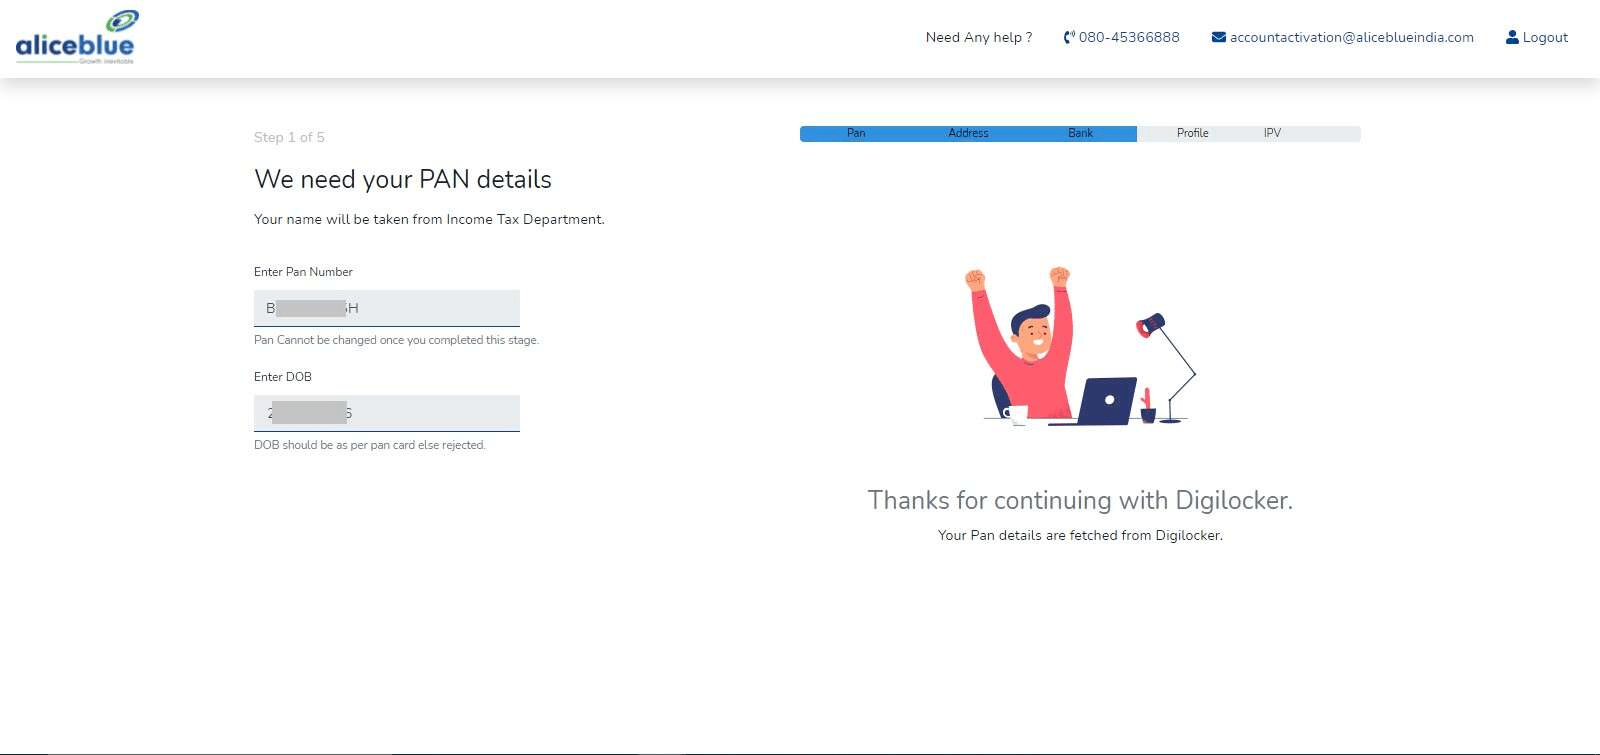 aliceblue
Growth Inevitable
Need Any help ? 080-45366888 accountactivation@aliceblueindia.com Logout
Step 1 of 5
Pan Address Bank Profile IPV
We need your PAN details
Your name will be taken from Income Tax Department.
Enter Pan Number
B H
Pan Cannot be changed once you completed this stage.
Enter DOB
2 6
DOB should be as per pan card else rejected.
Thanks for continuing with Digilocker.
Your Pan details are fetched from Digilocker.